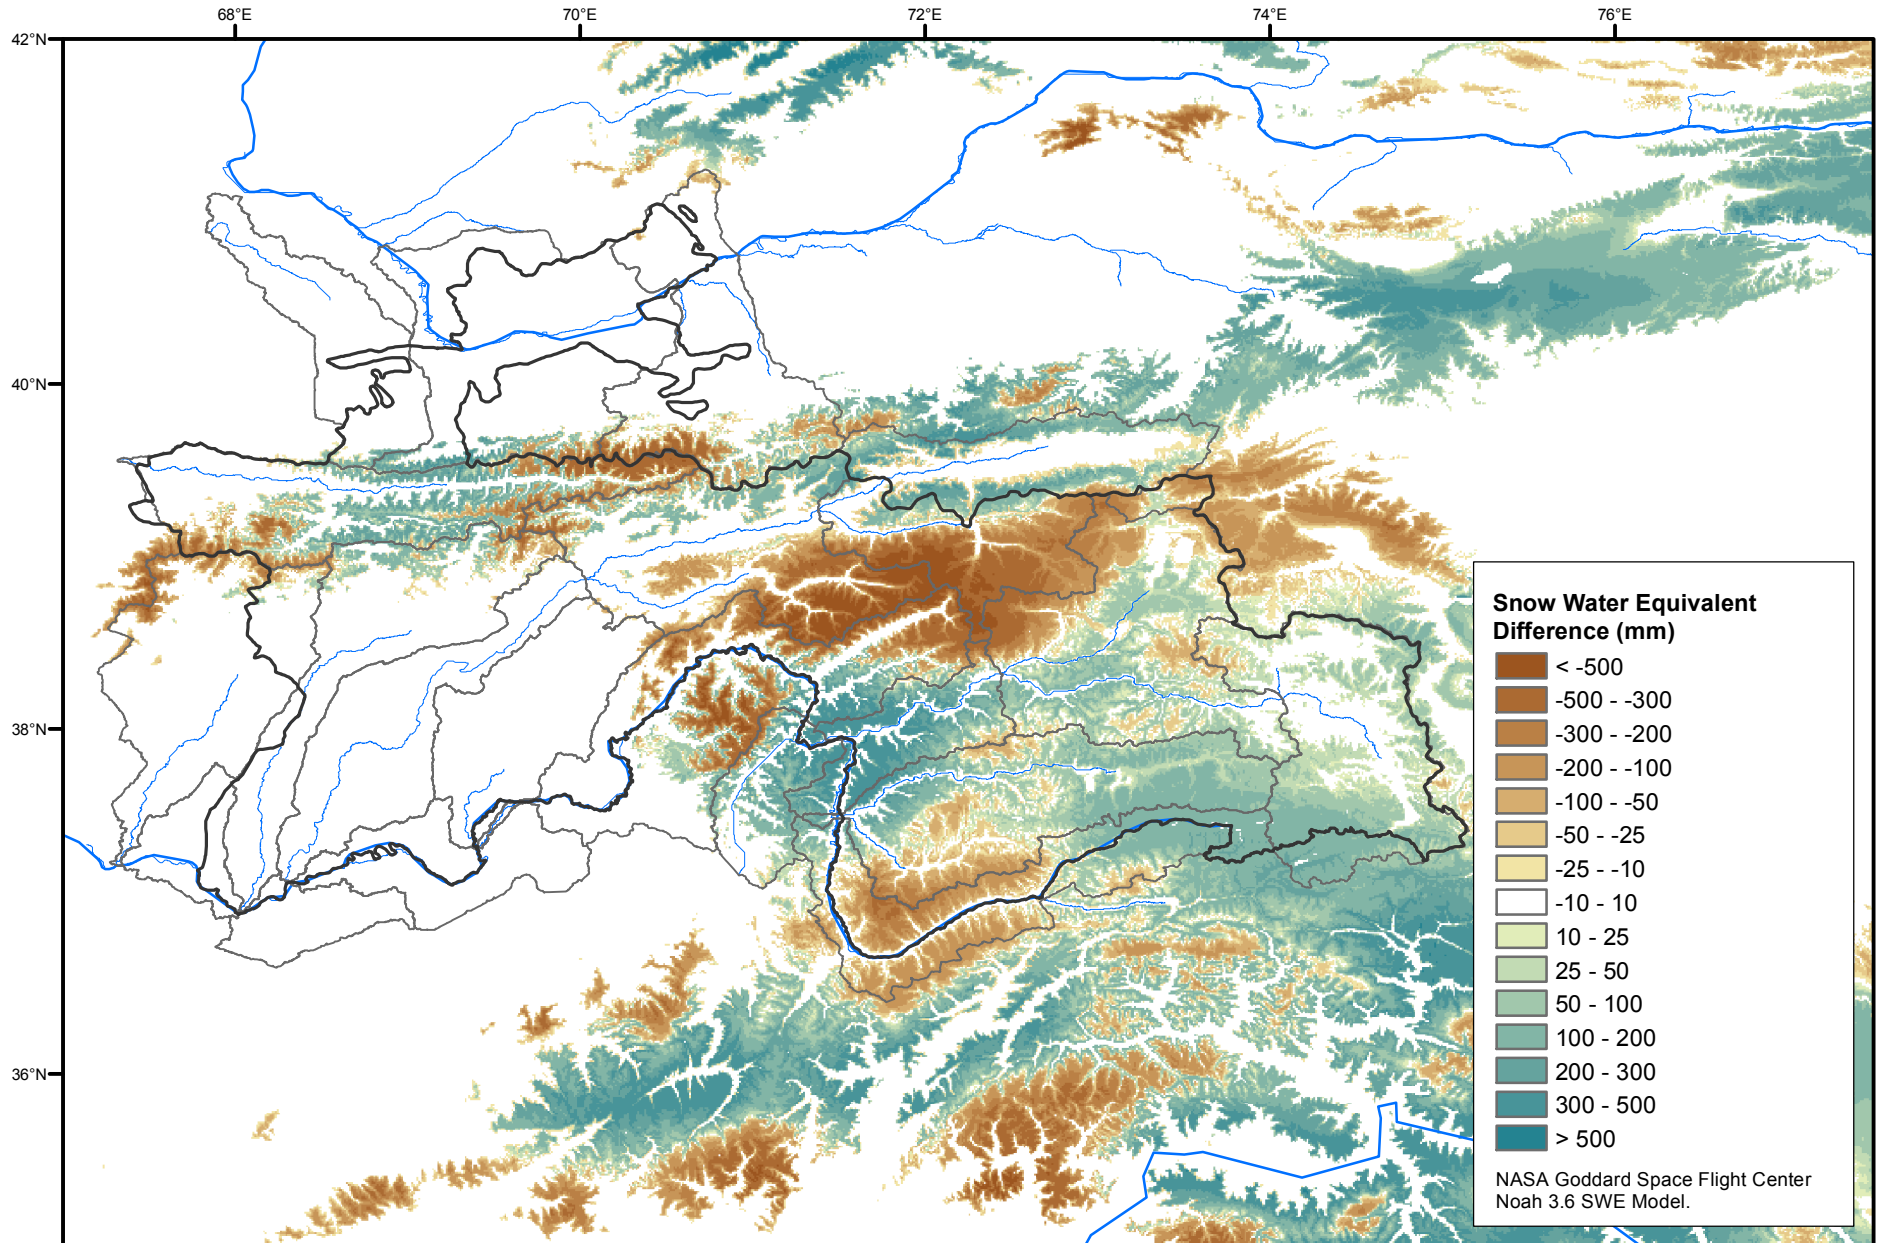 68°E
70°E
72°E
74°E
76°E
42°N
40°N
38°N
36°N
Snow Water Equivalent
Difference (mm)
< -500
-500 - -300
-300 - -200
-200 - -100
-100 - -50
-50 - -25
-25 - -10
-10 - 10
10 - 25
25 - 50
50 - 100
100 - 200
200 - 300
300 - 500
> 500
NASA Goddard Space Flight Center
Noah 3.6 SWE Model.